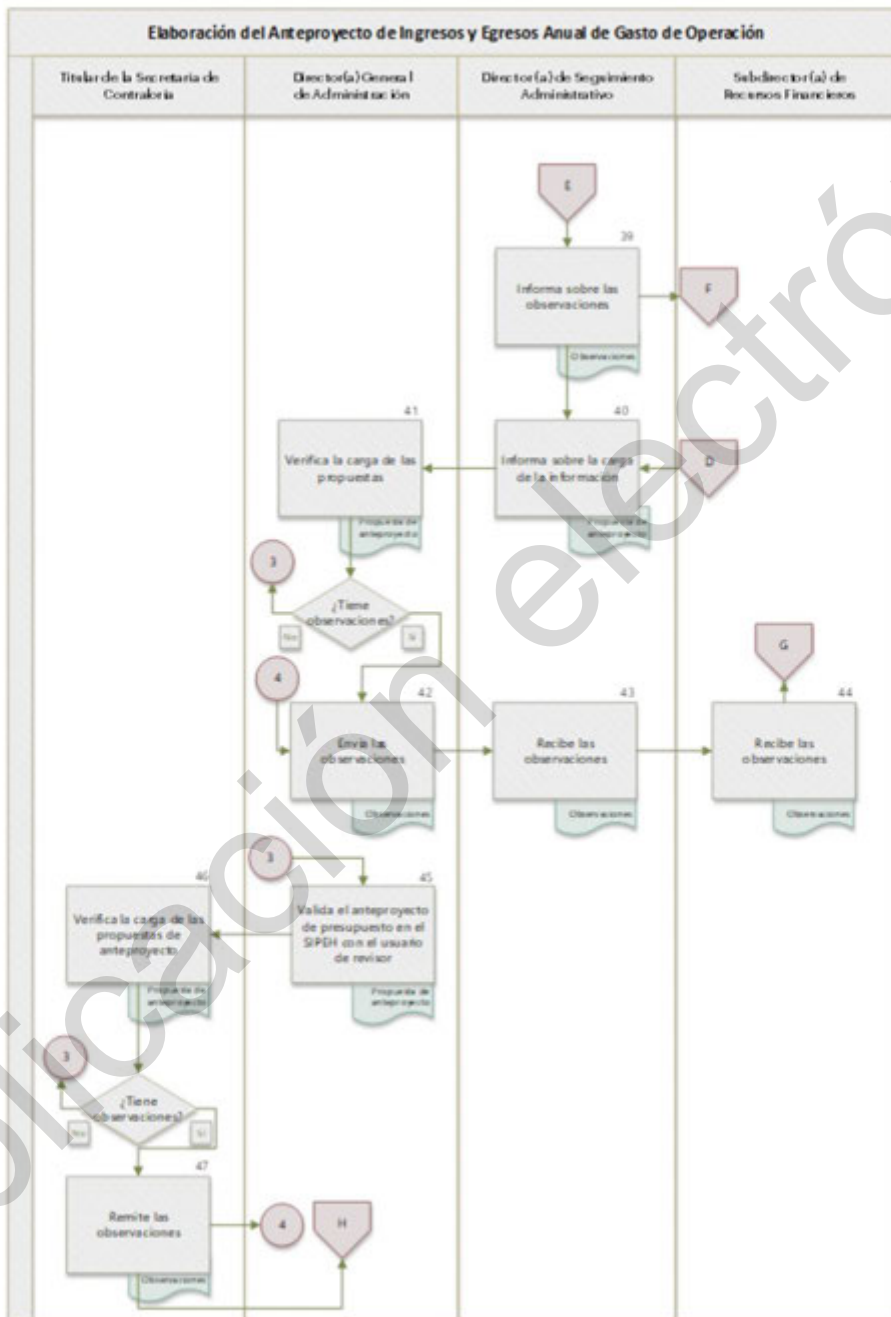 Elaboración del Anteproyecto de Ingresos y Egresos Anual de Gasto de Operación
Titular de la Secretaría de
Contraloría
Director(a) General
de Administración
Director(a) de Seguimiento
Administrativo
Subdirector(a) de
Recursos Financieros
E
39
Informa sobre las
observaciones
Observaciones
F
41
Verifica la carga de las
propuestas
Propuesta de
anteproyecto
40
Informa sobre la carga
de la información
Propuesta de
anteproyecto
D
3
¿Tiene
observaciones?
No
Si
4
42
Envía las
observaciones
Observaciones
43
Recibe las
observaciones
Observaciones
G
44
Recibe las
observaciones
Observaciones
3
46
Verifica la carga de las
propuestas de
anteproyecto
Propuesta de
anteproyecto
45
Valida el anteproyecto
de presupuesto en el
SIPEH con el usuario
de revisor
Propuesta de
anteproyecto
3
¿Tiene
observaciones?
No
Si
47
Remite las
observaciones
Observaciones
4
H
plicación electró